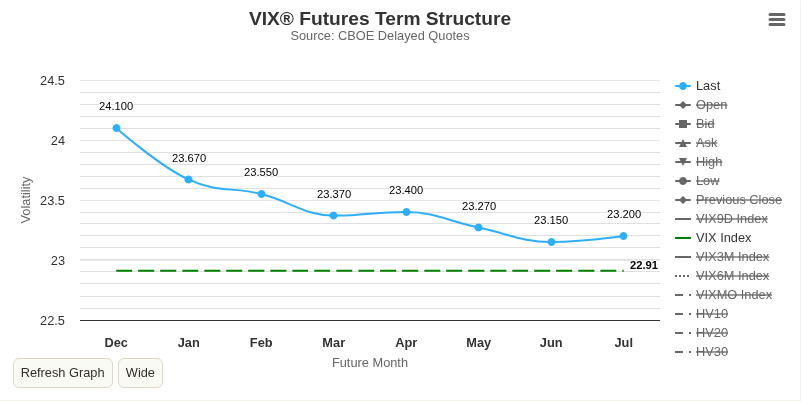 VIX® Futures Term Structure
Source: CBOE Delayed Quotes
24.5
24
23.5
23
22.5
Volatility
24.100
23.670
23.550
23.370
23.400
23.270
23.150
23.200
22.91
Dec Jan Feb Mar Apr May Jun Jul
Future Month
Last
Open
Bid
Ask
High
Low
Previous Close
VIX9D Index
VIX Index
VIX3M Index
VIX6M Index
VIXMO Index
HV10
HV20
HV30
Refresh Graph
Wide